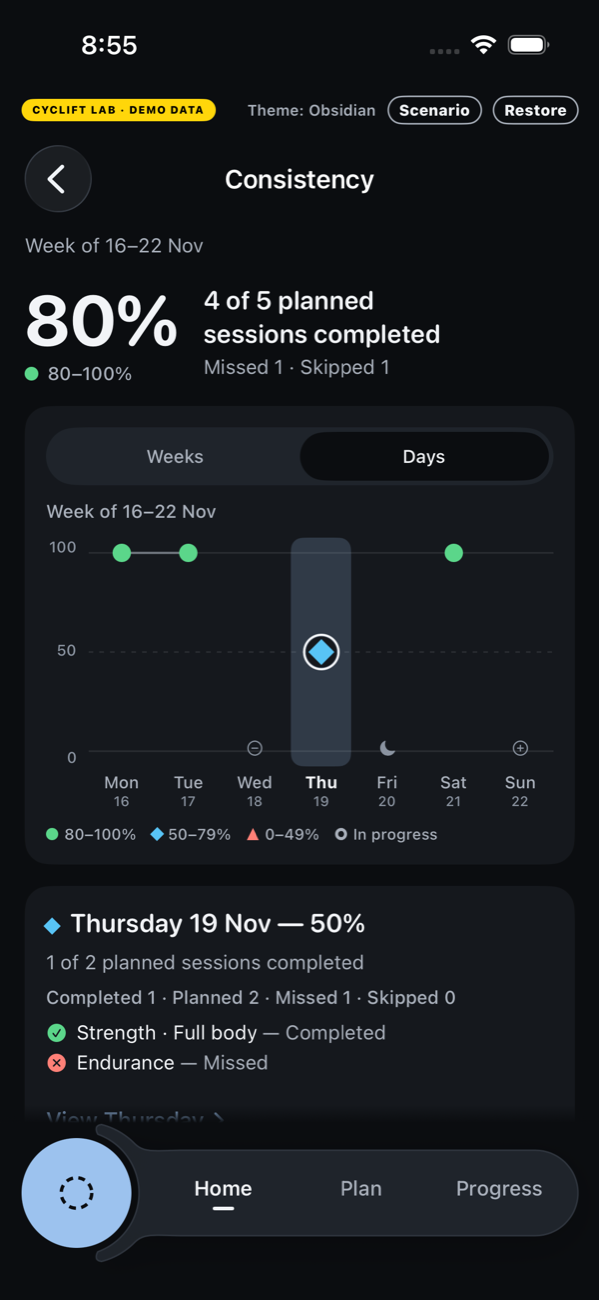 8:55
CYCLIFT LAB · DEMO DATA Theme: Obsidian Scenario Restore
Consistency
Week of 16–22 Nov
80%
4 of 5 planned
sessions completed
80–100%
Missed 1 · Skipped 1
Weeks Days
Week of 16–22 Nov
100
50
0
Mon Tue Wed Thu Fri Sat Sun
16 17 18 19 20 21 22
80–100% 50–79% 0–49% In progress
Thursday 19 Nov — 50%
1 of 2 planned sessions completed
Completed 1 · Planned 2 · Missed 1 · Skipped 0
Strength · Full body — Completed
Endurance — Missed
View Thursday
Home Plan Progress